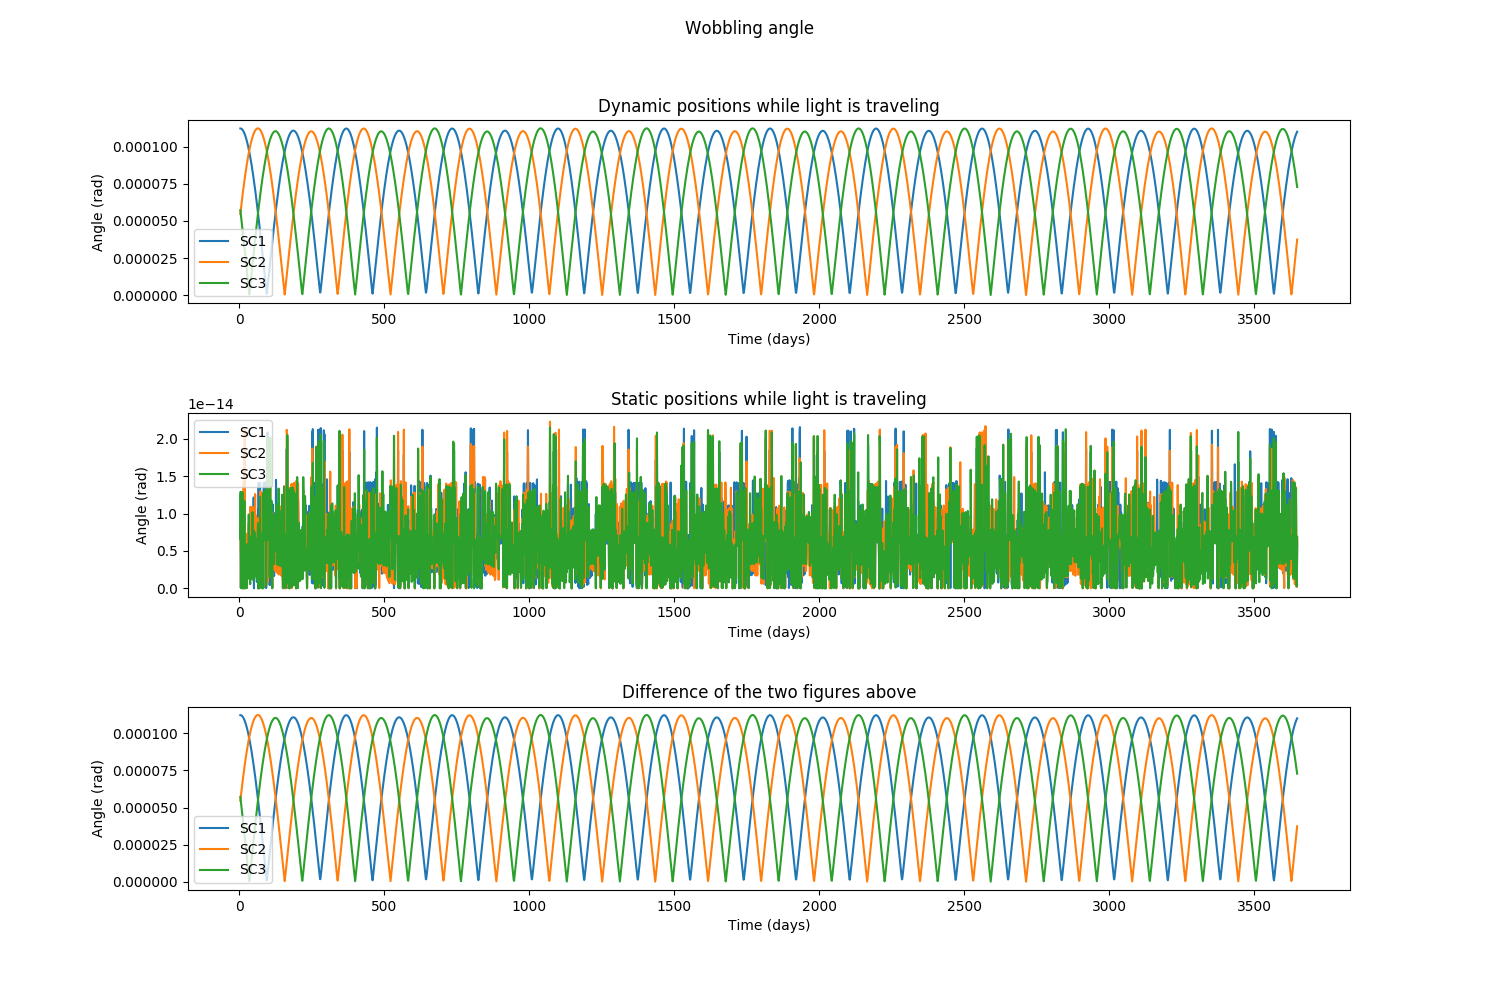 Wobbling angle
Dynamic positions while light is traveling
0.000100
0.000075
0.000050
0.000025
0.000000
Angle (rad)
SC1
SC2
SC3
0 500 1000 1500 2000 2500 3000 3500
Time (days)
Static positions while light is traveling
1e−14
2.0
1.5
1.0
0.5
0.0
Angle (rad)
SC1
SC2
SC3
0 500 1000 1500 2000 2500 3000 3500
Time (days)
Difference of the two figures above
0.000100
0.000075
0.000050
0.000025
0.000000
Angle (rad)
SC1
SC2
SC3
0 500 1000 1500 2000 2500 3000 3500
Time (days)